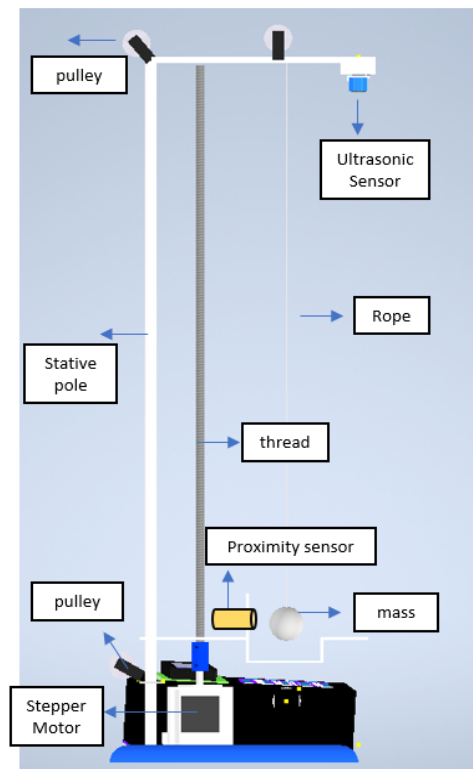 pulley
Ultrasonic
Sensor
Rope
Stative
pole
thread
Proximity sensor
pulley
mass
Stepper
Motor